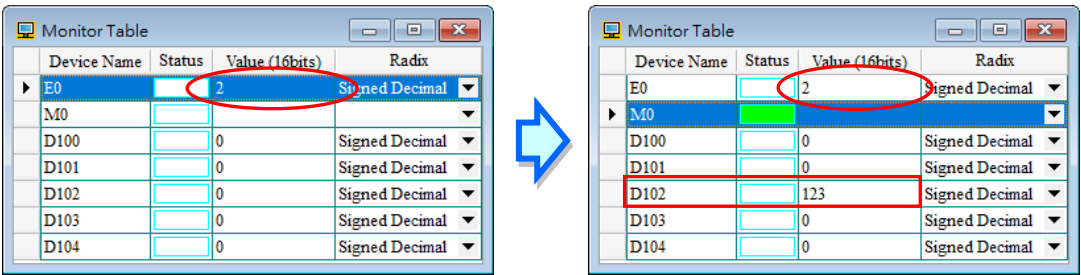 Monitor Table
Device Name Status Value (16bits) Radix
E0 2 Signed Decimal
M0
D100 0 Signed Decimal
D101 0 Signed Decimal
D102 0 Signed Decimal
D103 0 Signed Decimal
D104 0 Signed Decimal
Monitor Table
Device Name Status Value (16bits) Radix
E0 2 Signed Decimal
M0
D100 0 Signed Decimal
D101 0 Signed Decimal
D102 123 Signed Decimal
D103 0 Signed Decimal
D104 0 Signed Decimal